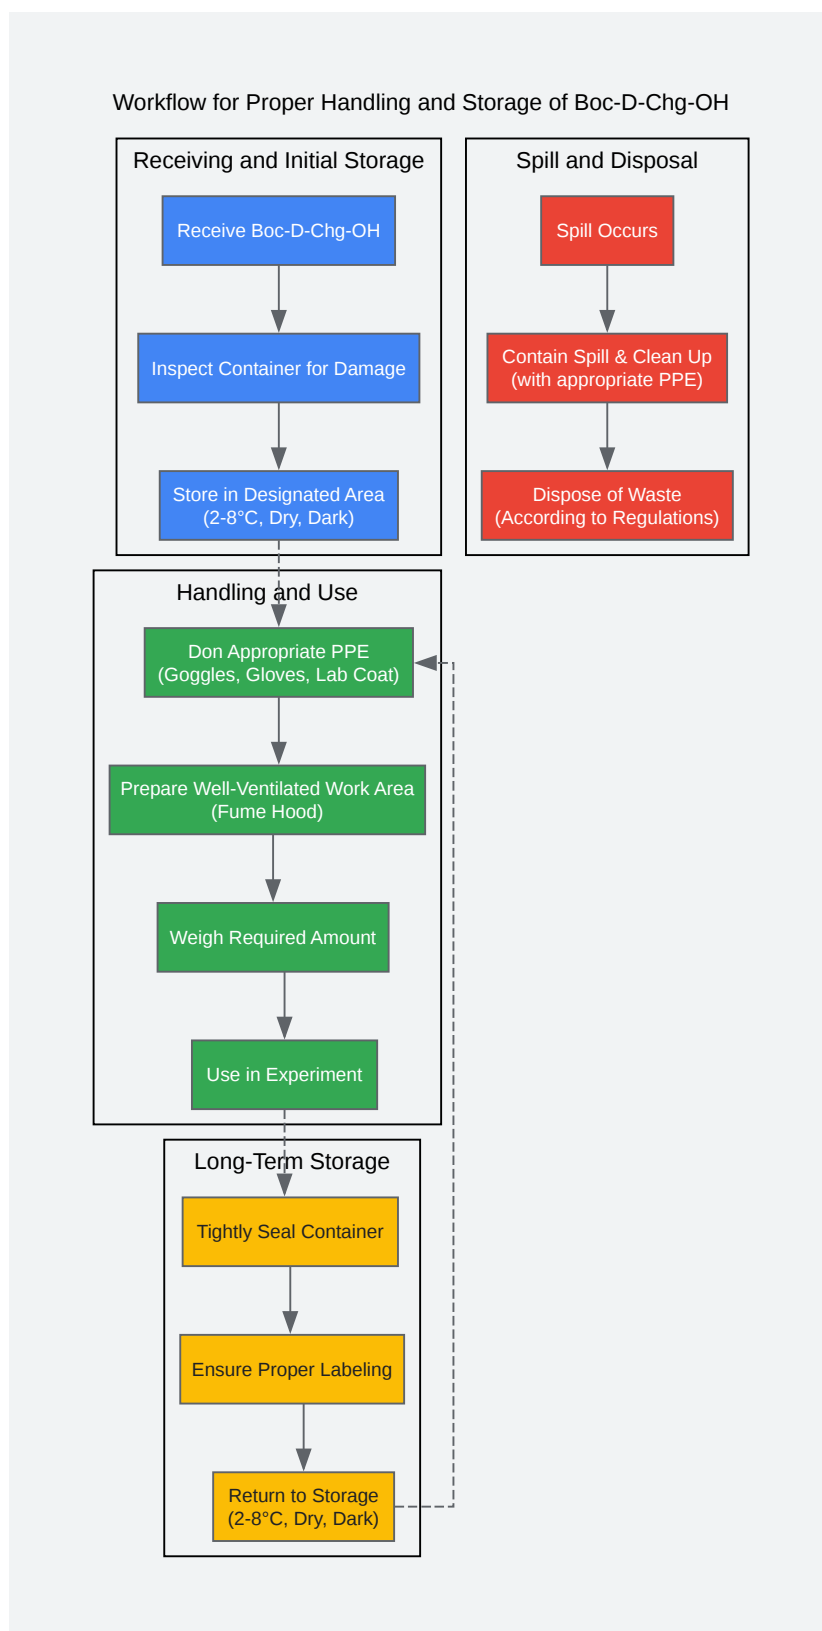 Workflow for Proper Handling and Storage of Boc-D-Chg-OH
Receiving and Initial Storage
Receive Boc-D-Chg-OH
Inspect Container for Damage
Store in Designated Area
(2-8°C, Dry, Dark)
Spill and Disposal
Spill Occurs
Contain Spill & Clean Up
(with appropriate PPE)
Dispose of Waste
(According to Regulations)
Handling and Use
Don Appropriate PPE
(Goggles, Gloves, Lab Coat)
Prepare Well-Ventilated Work Area
(Fume Hood)
Weigh Required Amount
Use in Experiment
Long-Term Storage
Tightly Seal Container
Ensure Proper Labeling
Return to Storage
(2-8°C, Dry, Dark)